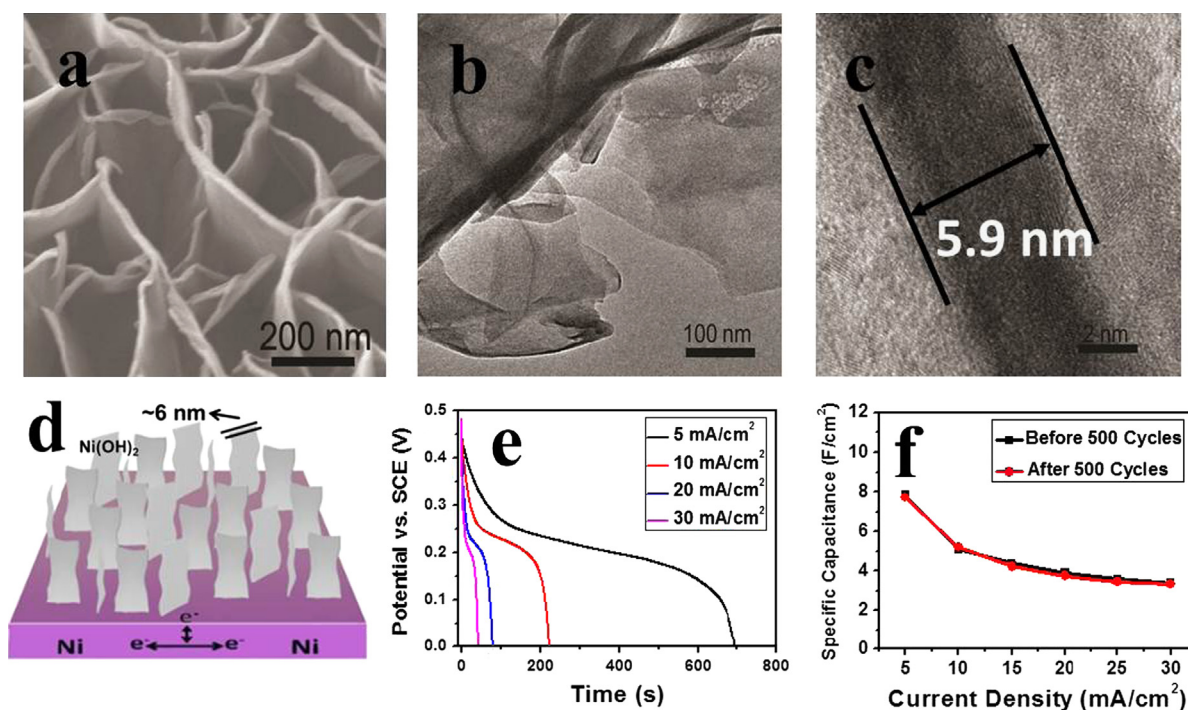 a
200 nm
b
100 nm
c
5.9 nm
2 nm
d
~6 nm
Ni(OH)₂
e⁻
e⁻
e⁻
Ni
Ni
e
0.5
0.4
0.3
0.2
0.1
0.0
Potential vs. SCE (V)
5 mA/cm²
10 mA/cm²
20 mA/cm²
30 mA/cm²
0 200 400 600 800
Time (s)
f
12
10
8
6
4
2
0
Specific Capacitance (F/cm²)
Before 500 Cycles
After 500 Cycles
5 10 15 20 25 30
Current Density (mA/cm²)